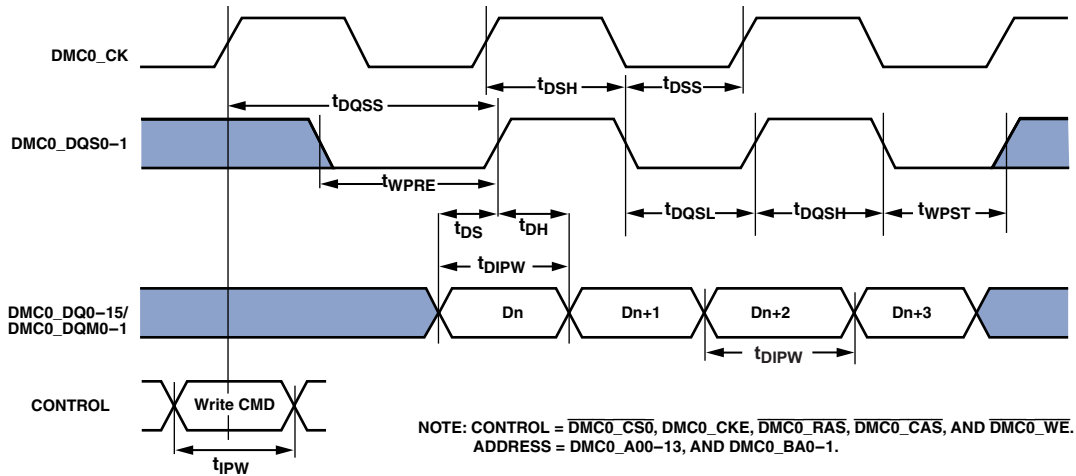 DMC0_CK
tDSH
tDSS
tDQSS
DMC0_DQS0–1
tWPRE
tDQSL
tDQSH
tWPST
tDS
tDH
tDIPW
DMC0_DQ0–15/
DMC0_DQM0–1
Dn
Dn+1
Dn+2
Dn+3
tDIPW
CONTROL
Write CMD
tIPW
NOTE: CONTROL = DMC0_CS0, DMC0_CKE, DMC0_RAS, DMC0_CAS, AND DMC0_WE.
ADDRESS = DMC0_A00-13, AND DMC0_BA0-1.